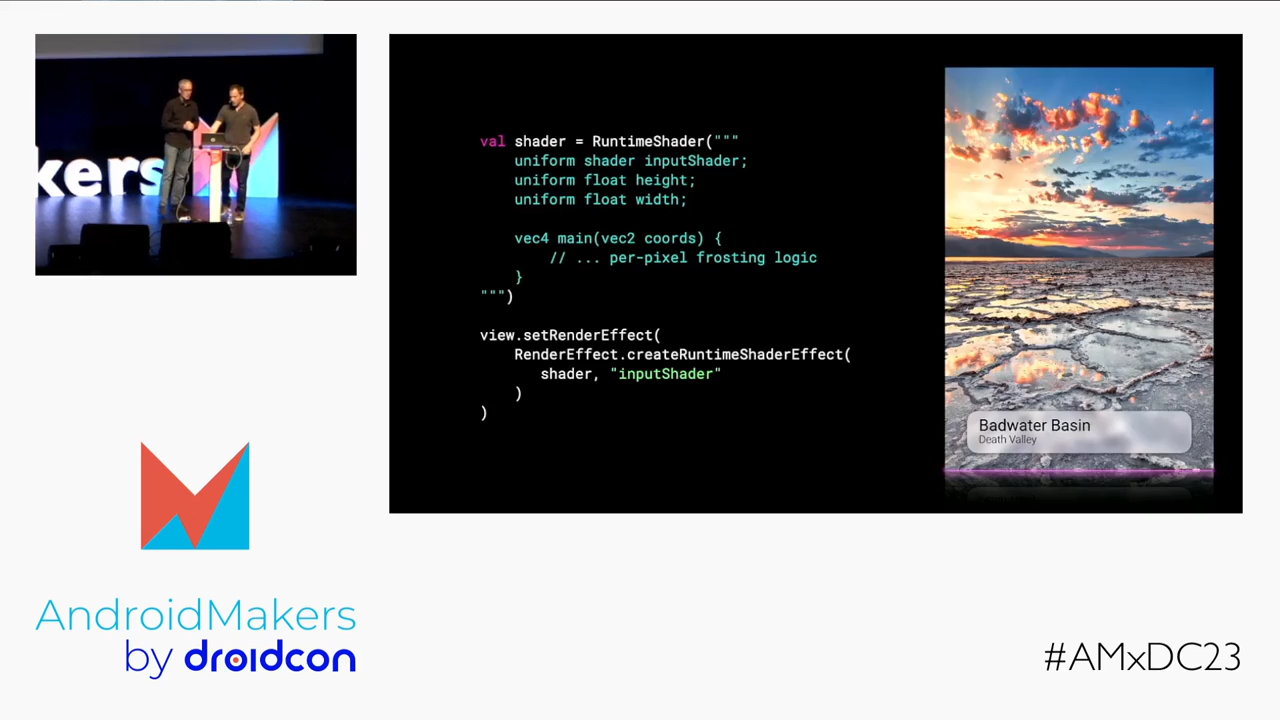 kers
val shader = RuntimeShader("""
uniform shader inputShader;
uniform float height;
uniform float width;
vec4 main(vec2 coords) {
// ... per-pixel frosting logic
}
""")
view.setRenderEffect(
RenderEffect.createRuntimeShaderEffect(
shader, "inputShader"
)
)
Badwater Basin
Death Valley
AndroidMakers
by droidcon
#AMxDC23